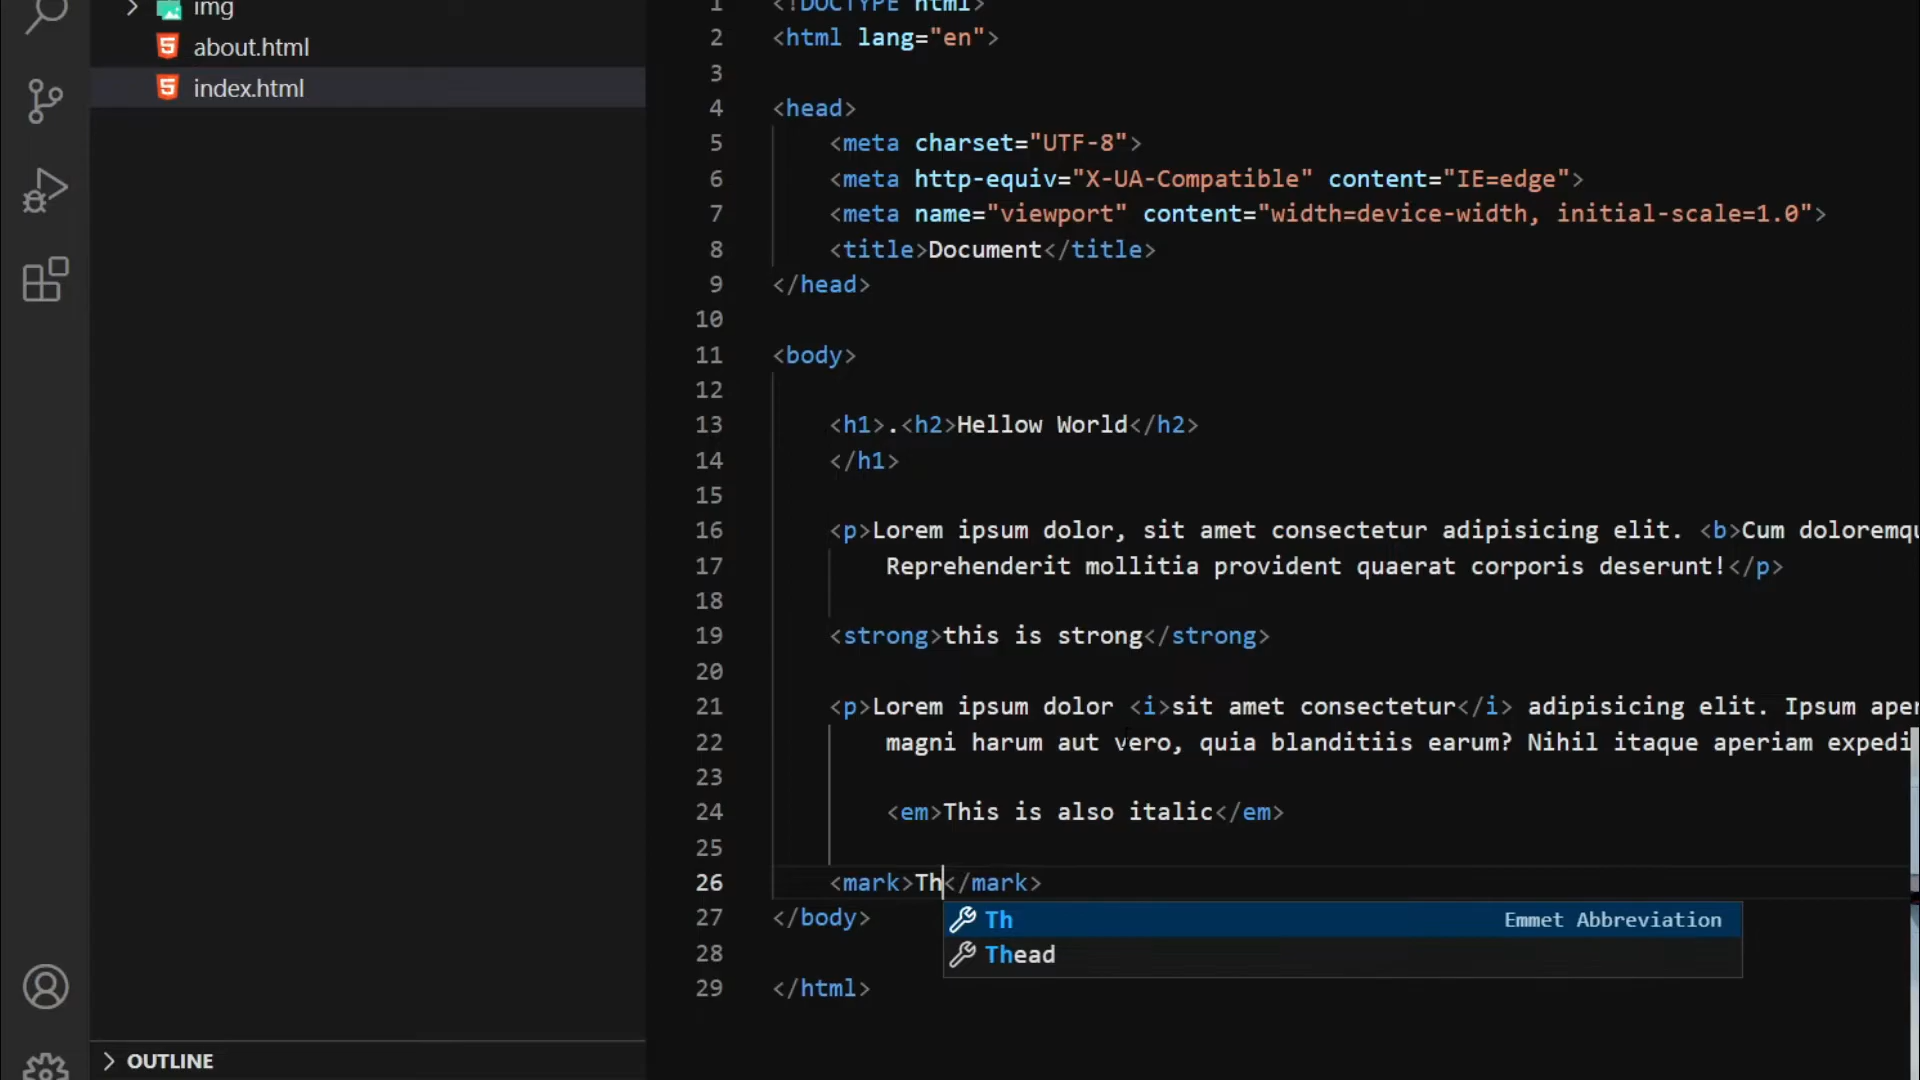 img
about.html
index.html
OUTLINE
1 <!DOCTYPE html>
2 <html lang="en">
3
4 <head>
5 <meta charset="UTF-8">
6 <meta http-equiv="X-UA-Compatible" content="IE=edge">
7 <meta name="viewport" content="width=device-width, initial-scale=1.0">
8 <title>Document</title>
9 </head>
10
11 <body>
12
13 <h1>.<h2>Hellow World</h2>
14 </h1>
15
16 <p>Lorem ipsum dolor, sit amet consectetur adipisicing elit. <b>Cum doloremqu
17 Reprehenderit mollitia provident quaerat corporis deserunt!</p>
18
19 <strong>this is strong</strong>
20
21 <p>Lorem ipsum dolor <i>sit amet consectetur</i> adipisicing elit. Ipsum aper
22 magni harum aut vero, quia blanditiis earum? Nihil itaque aperiam expedi
23
24 <em>This is also italic</em>
25
26 <mark>Th</mark>
27 </body>
Th Emmet Abbreviation
28
Thead
29 </html>